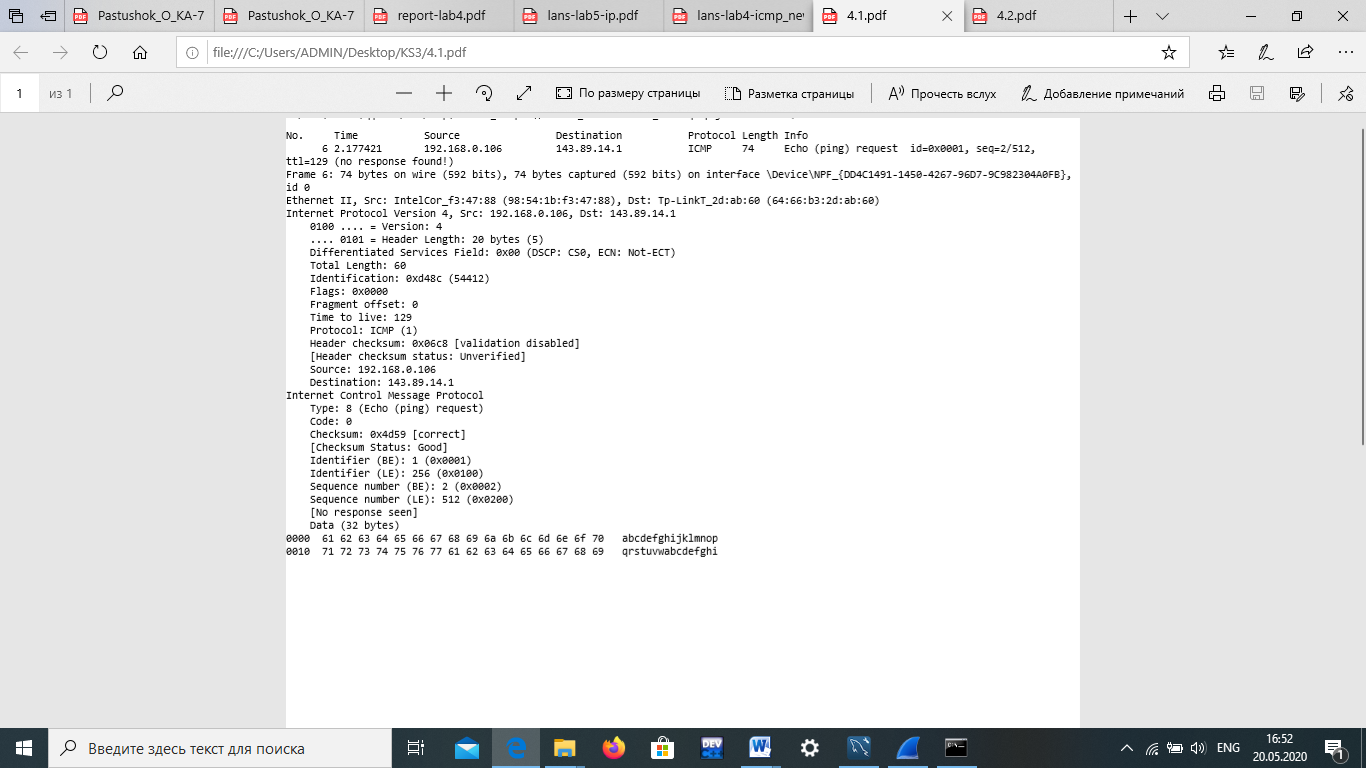 Pastushok_O_KA-7
Pastushok_O_KA-7
report-lab4.pdf
lans-lab5-ip.pdf
lans-lab4-icmp_nev
4.1.pdf
4.2.pdf
file:///C:/Users/ADMIN/Desktop/KS3/4.1.pdf
1 из 1
По размеру страницы
Разметка страницы
Прочесть вслух
Добавление примечаний
No. Time Source Destination Protocol Length Info
6 2.177421 192.168.0.106 143.89.14.1 ICMP 74 Echo (ping) request id=0x0001, seq=2/512,
ttl=129 (no response found!)
Frame 6: 74 bytes on wire (592 bits), 74 bytes captured (592 bits) on interface \Device\NPF_{DD4C1491-1450-4267-96D7-9C982304A0FB},
id 0
Ethernet II, Src: IntelCor_f3:47:88 (98:54:1b:f3:47:88), Dst: Tp-LinkT_2d:ab:60 (64:66:b3:2d:ab:60)
Internet Protocol Version 4, Src: 192.168.0.106, Dst: 143.89.14.1
0100 .... = Version: 4
.... 0101 = Header Length: 20 bytes (5)
Differentiated Services Field: 0x00 (DSCP: CS0, ECN: Not-ECT)
Total Length: 60
Identification: 0xd48c (54412)
Flags: 0x0000
Fragment offset: 0
Time to live: 129
Protocol: ICMP (1)
Header checksum: 0x06c8 [validation disabled]
[Header checksum status: Unverified]
Source: 192.168.0.106
Destination: 143.89.14.1
Internet Control Message Protocol
Type: 8 (Echo (ping) request)
Code: 0
Checksum: 0x4d59 [correct]
[Checksum Status: Good]
Identifier (BE): 1 (0x0001)
Identifier (LE): 256 (0x0100)
Sequence number (BE): 2 (0x0002)
Sequence number (LE): 512 (0x0200)
[No response seen]
Data (32 bytes)
0000 61 62 63 64 65 66 67 68 69 6a 6b 6c 6d 6e 6f 70 abcdefghijklmnop
0010 71 72 73 74 75 76 77 61 62 63 64 65 66 67 68 69 qrstuvwabcdefghi
Введите здесь текст для поиска
DEV
ENG
16:52
20.05.2020
1